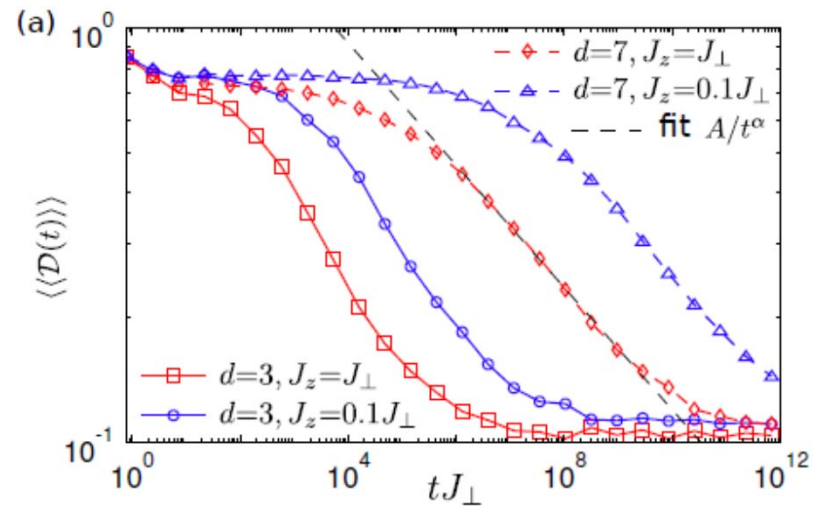 (a)
10^0
d=7, J_z=J_⊥
d=7, J_z=0.1J_⊥
fit A/t^α
⟨⟨D(t)⟩⟩
d=3, J_z=J_⊥
d=3, J_z=0.1J_⊥
10^-1
10^0 10^4 10^8 10^12
tJ_⊥